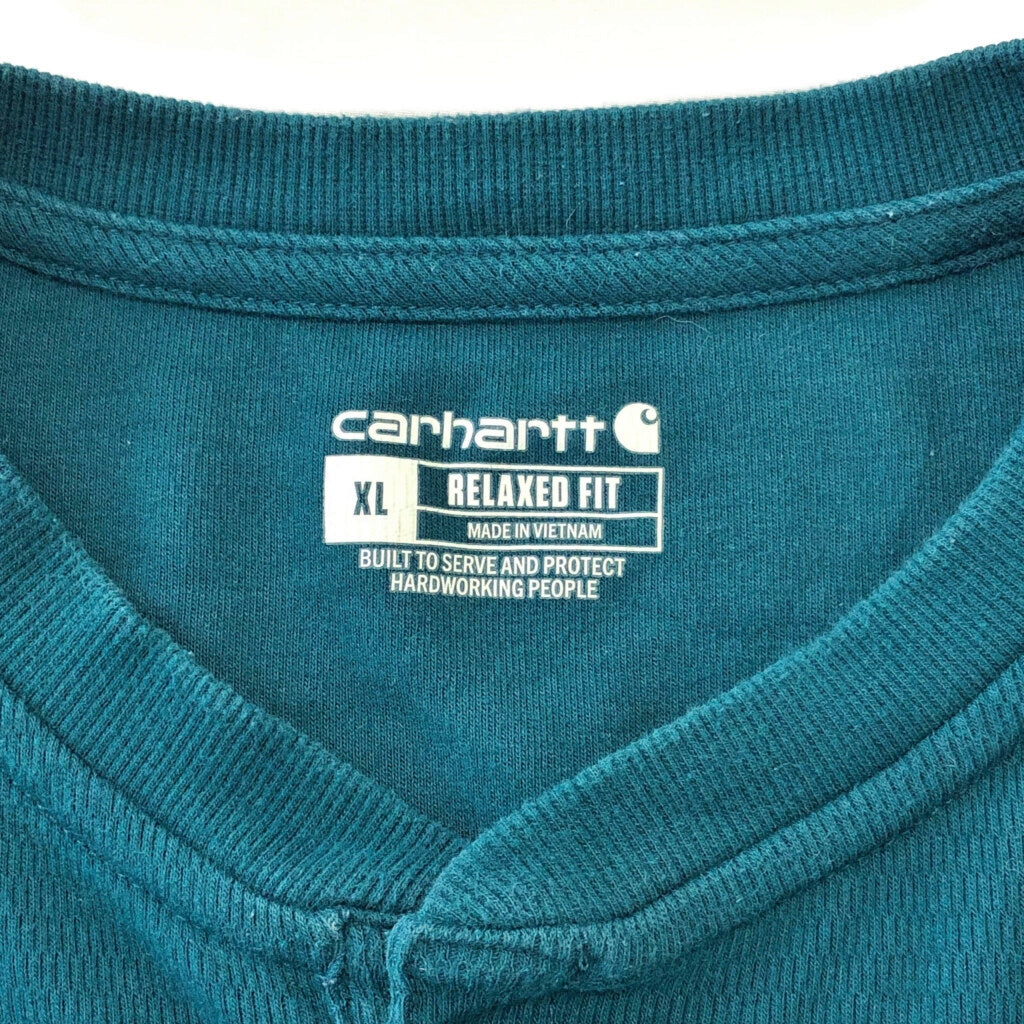 carhartt
XL
RELAXED FIT
MADE IN VIETNAM
BUILT TO SERVE AND PROTECT
HARDWORKING PEOPLE